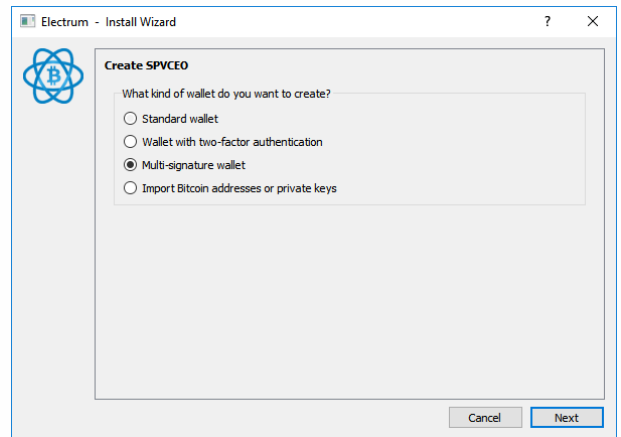 Electrum - Install Wizard
?
Create SPVCEO
What kind of wallet do you want to create?
Standard wallet
Wallet with two-factor authentication
Multi-signature wallet
Import Bitcoin addresses or private keys
Cancel
Next